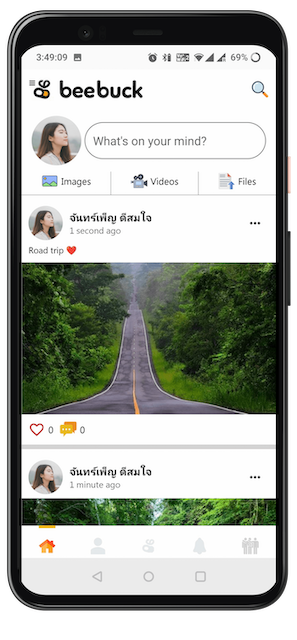 3:49:09
69%
beebuck
What's on your mind?
Images
Videos
Files
จันทร์เพ็ญ ดีสมใจ
1 second ago
Road trip ❤️
0
0
จันทร์เพ็ญ ดีสมใจ
1 minute ago